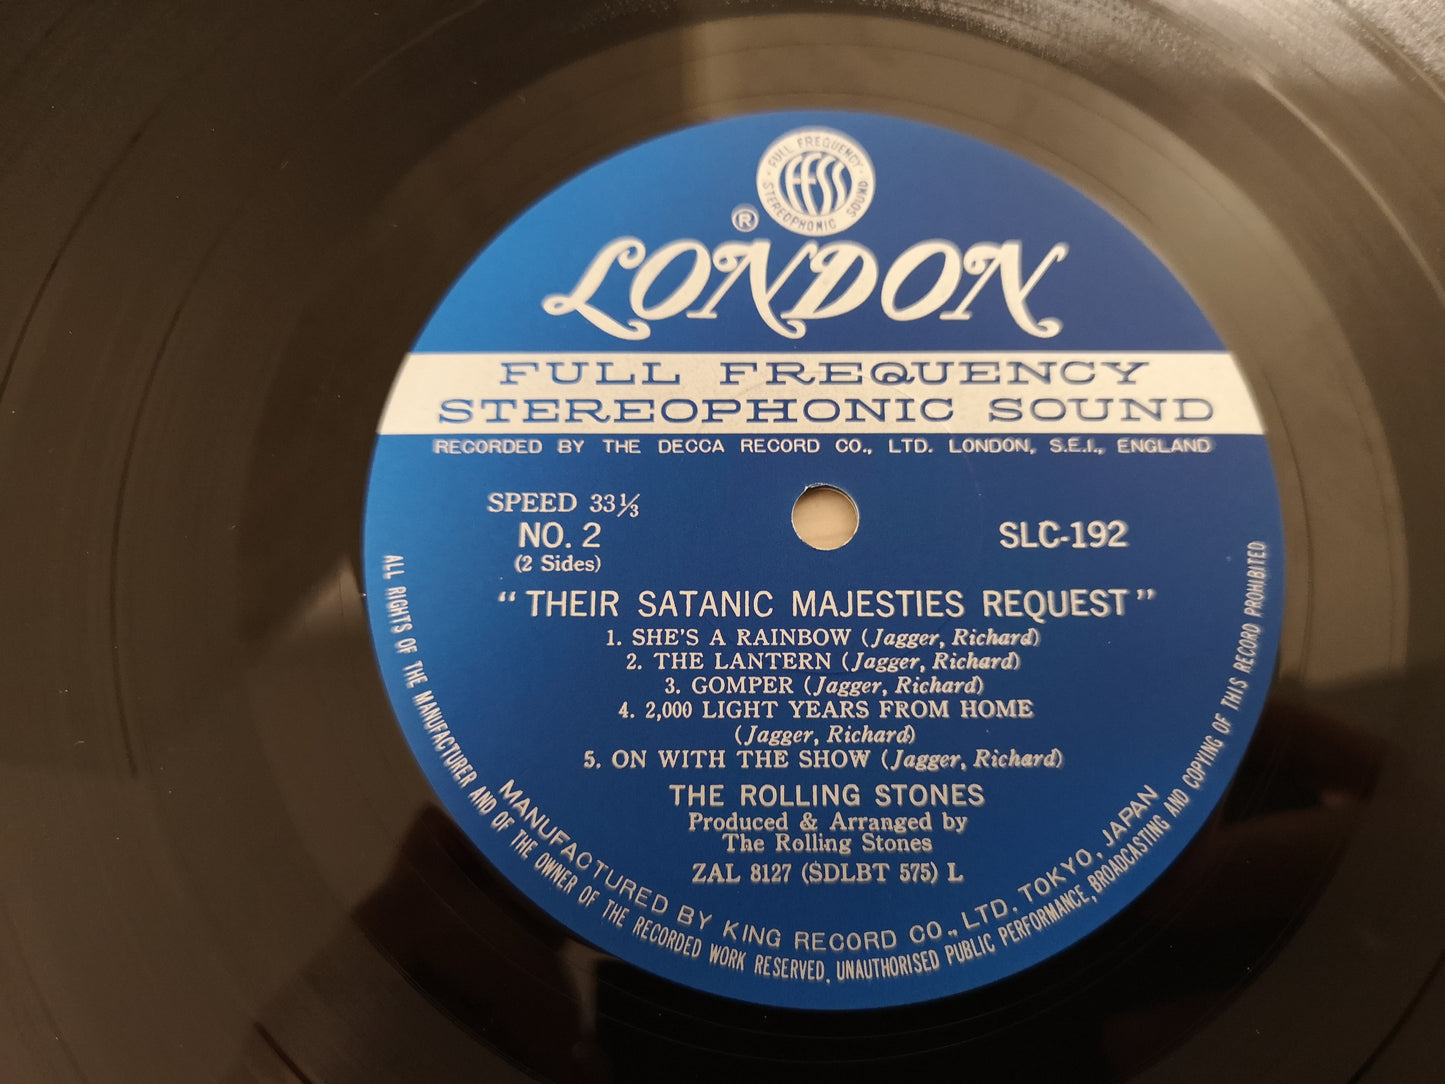 FULL FREQUENCY
FFSS
STEREOPHONIC SOUND
®
LONDON
FULL FREQUENCY
STEREOPHONIC SOUND
RECORDED BY THE DECCA RECORD CO., LTD. LONDON, S.E.I., ENGLAND
SPEED 33⅓
NO. 2
(2 Sides)
SLC-192
"THEIR SATANIC MAJESTIES REQUEST"
1. SHE'S A RAINBOW (Jagger, Richard)
2. THE LANTERN (Jagger, Richard)
3. GOMPER (Jagger, Richard)
4. 2,000 LIGHT YEARS FROM HOME
(Jagger, Richard)
5. ON WITH THE SHOW (Jagger, Richard)
THE ROLLING STONES
Produced & Arranged by
The Rolling Stones
ZAL 8127 (SDLBT 575) L
MANUFACTURED BY KING RECORD CO., LTD. TOKYO, JAPAN
ALL RIGHTS OF THE MANUFACTURER AND OF THE OWNER OF THE RECORDED WORK RESERVED. UNAUTHORISED PUBLIC PERFORMANCE, BROADCASTING AND COPYING OF THIS RECORD PROHIBITED